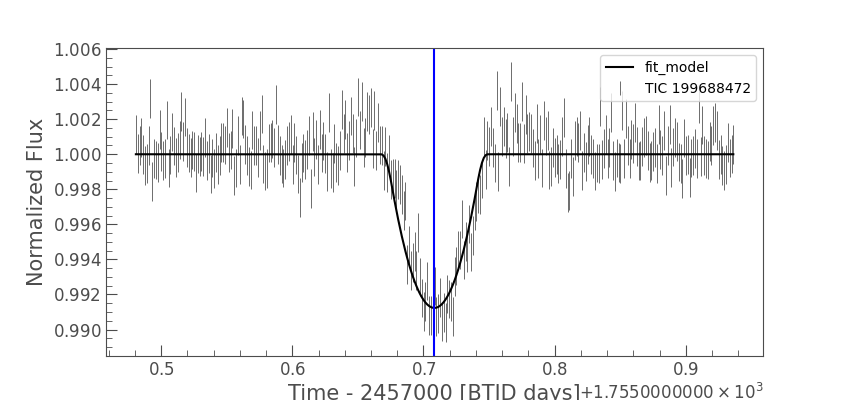 1.006
1.004
1.002
1.000
0.998
0.996
0.994
0.992
0.990
Normalized Flux
fit_model
TIC 199688472
0.5 0.6 0.7 0.8 0.9
Time - 2457000 [BTJD days]
+1.7550000000 × 10³